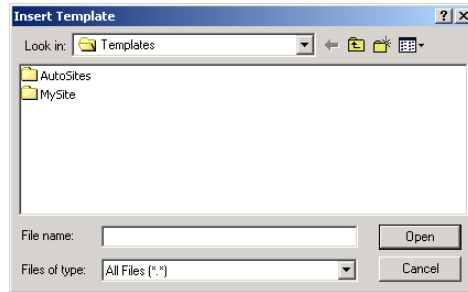 Insert Template
Look in: Templates
AutoSites
MySite
File name: Open
Files of type: All Files (*.*) Cancel